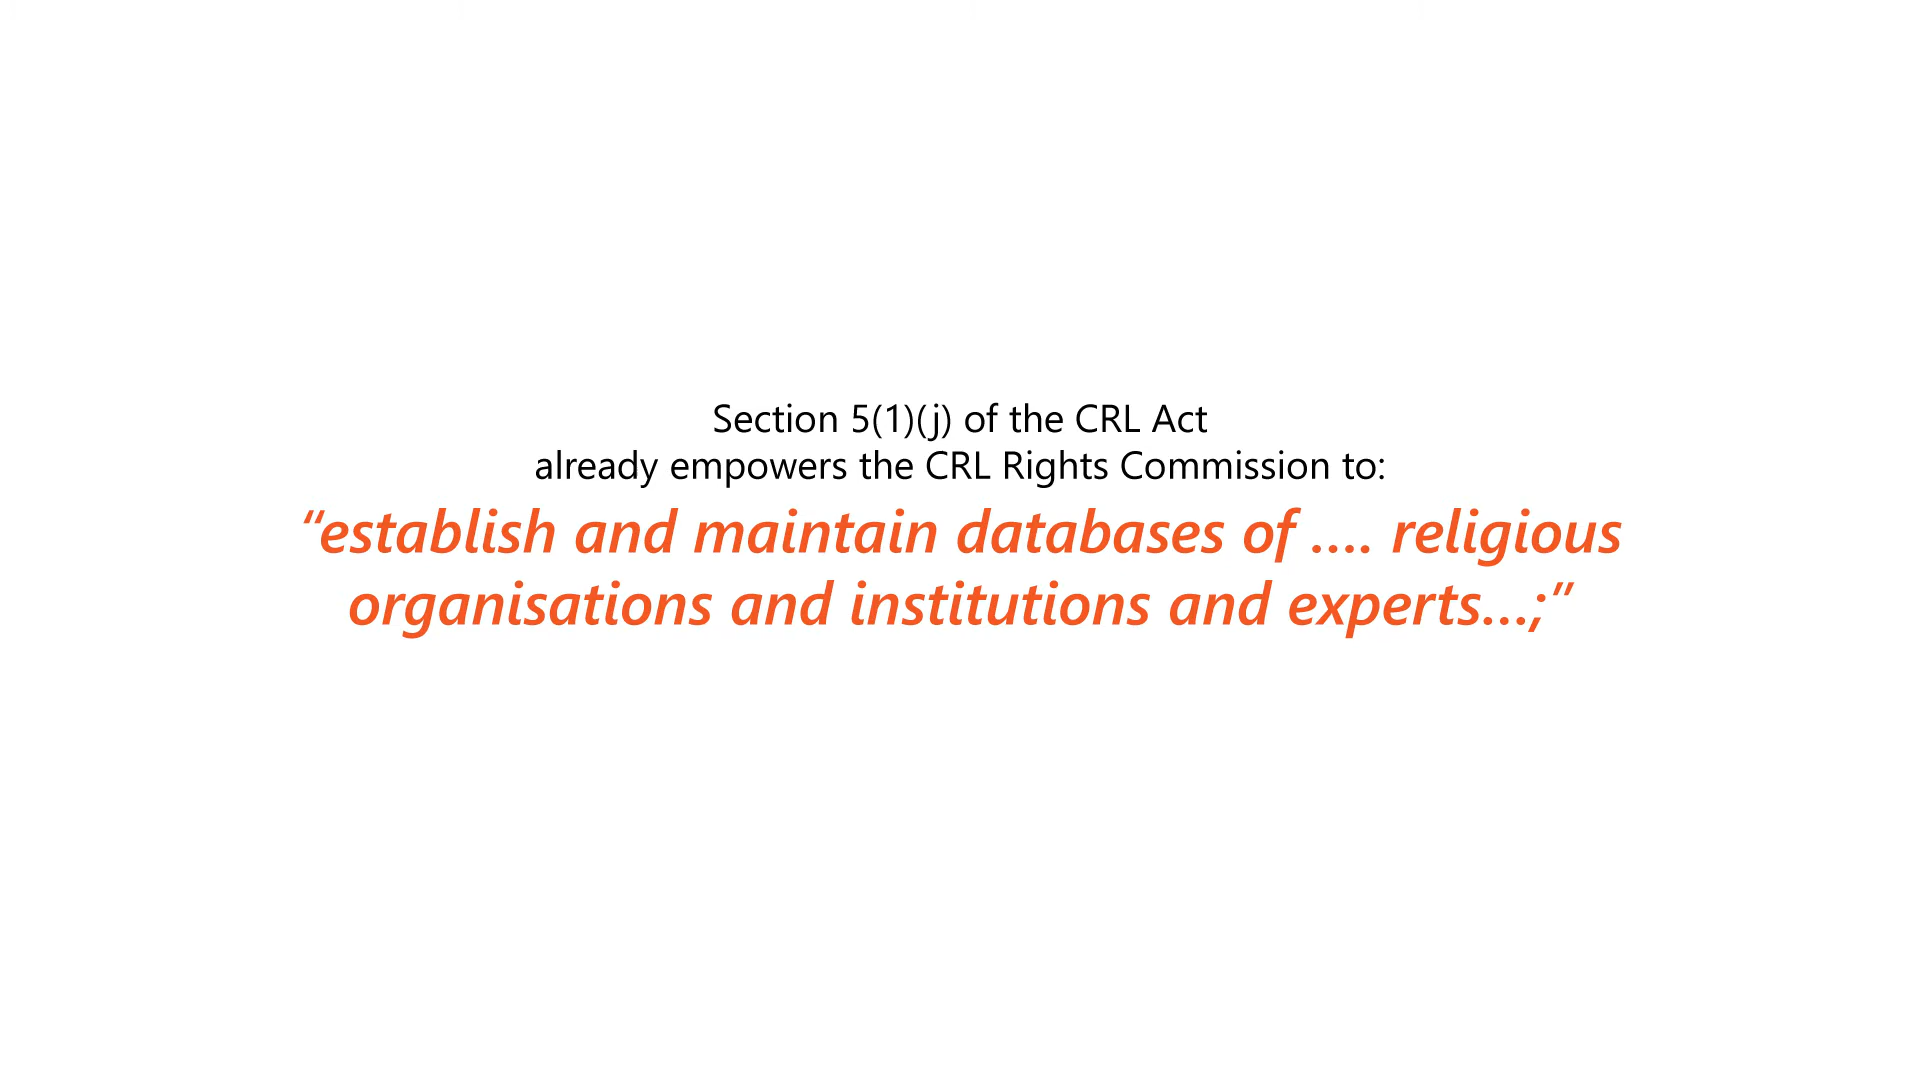 Section 5(1)(j) of the CRL Act
already empowers the CRL Rights Commission to:
“establish and maintain databases of .... religious
organisations and institutions and experts...;”